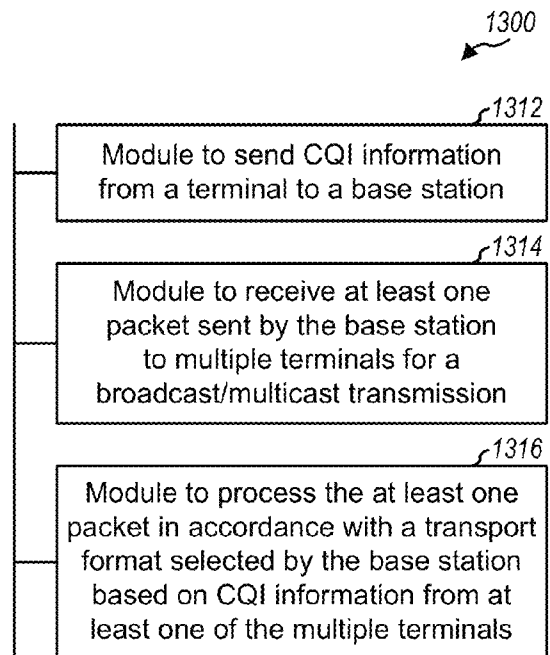 1300
1312
Module to send CQI information
from a terminal to a base station
1314
Module to receive at least one
packet sent by the base station
to multiple terminals for a
broadcast/multicast transmission
1316
Module to process the at least one
packet in accordance with a transport
format selected by the base station
based on CQI information from at
least one of the multiple terminals